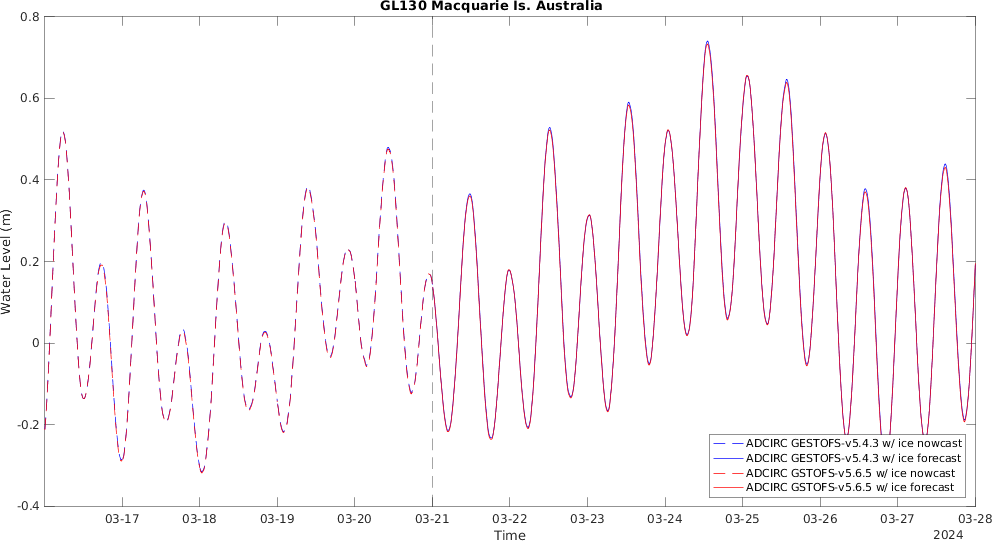 GL130 Macquarie Is. Australia
0.8
0.6
0.4
0.2
0
-0.2
-0.4
Water Level (m)
ADCIRC GESTOFS-v5.4.3 w/ ice nowcast
ADCIRC GESTOFS-v5.4.3 w/ ice forecast
ADCIRC GSTOFS-v5.6.5 w/ ice nowcast
ADCIRC GSTOFS-v5.6.5 w/ ice forecast
03-17 03-18 03-19 03-20 03-21 03-22 03-23 03-24 03-25 03-26 03-27 03-28
Time
2024